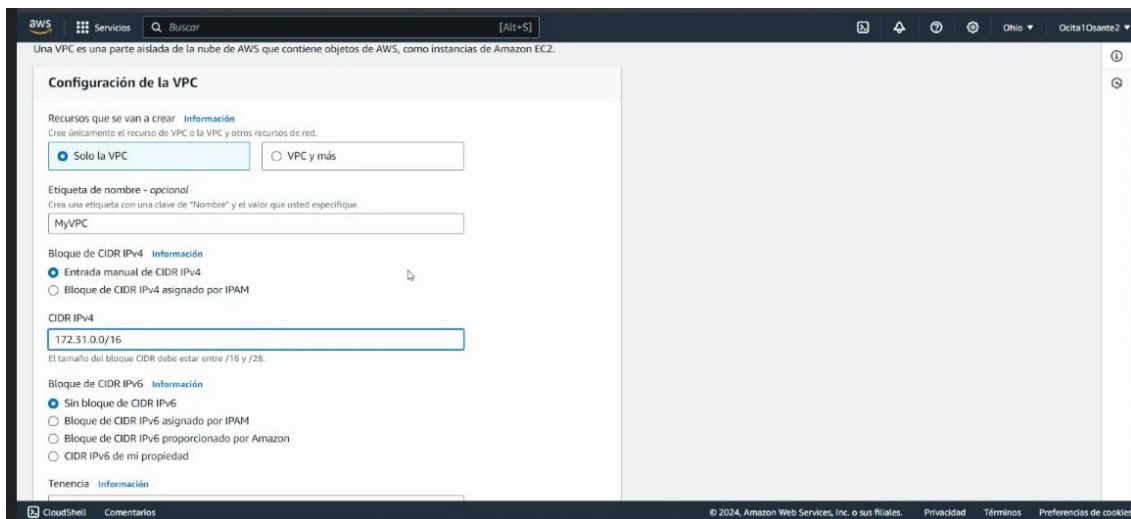 aws Servicios Buscar [Alt+S] Ohio Ocita1Osante2
Una VPC es una parte aislada de la nube de AWS que contiene objetos de AWS, como instancias de Amazon EC2.
Configuración de la VPC
Recursos que se van a crear Información
Cree únicamente el recurso de VPC o la VPC y otros recursos de red.
Solo la VPC VPC y más
Etiqueta de nombre - opcional
Crea una etiqueta con una clave de "Nombre" y el valor que usted especifique.
MyVPC
Bloque de CIDR IPv4 Información
Entrada manual de CIDR IPv4
Bloque de CIDR IPv4 asignado por IPAM
CIDR IPv4
172.31.0.0/16
El tamaño del bloque CIDR debe estar entre /16 y /28.
Bloque de CIDR IPv6 Información
Sin bloque de CIDR IPv6
Bloque de CIDR IPv6 asignado por IPAM
Bloque de CIDR IPv6 proporcionado por Amazon
CIDR IPv6 de mi propiedad
Tenencia Información
CloudShell Comentarios © 2024, Amazon Web Services, Inc. o sus filiales. Privacidad Términos Preferencias de cookies